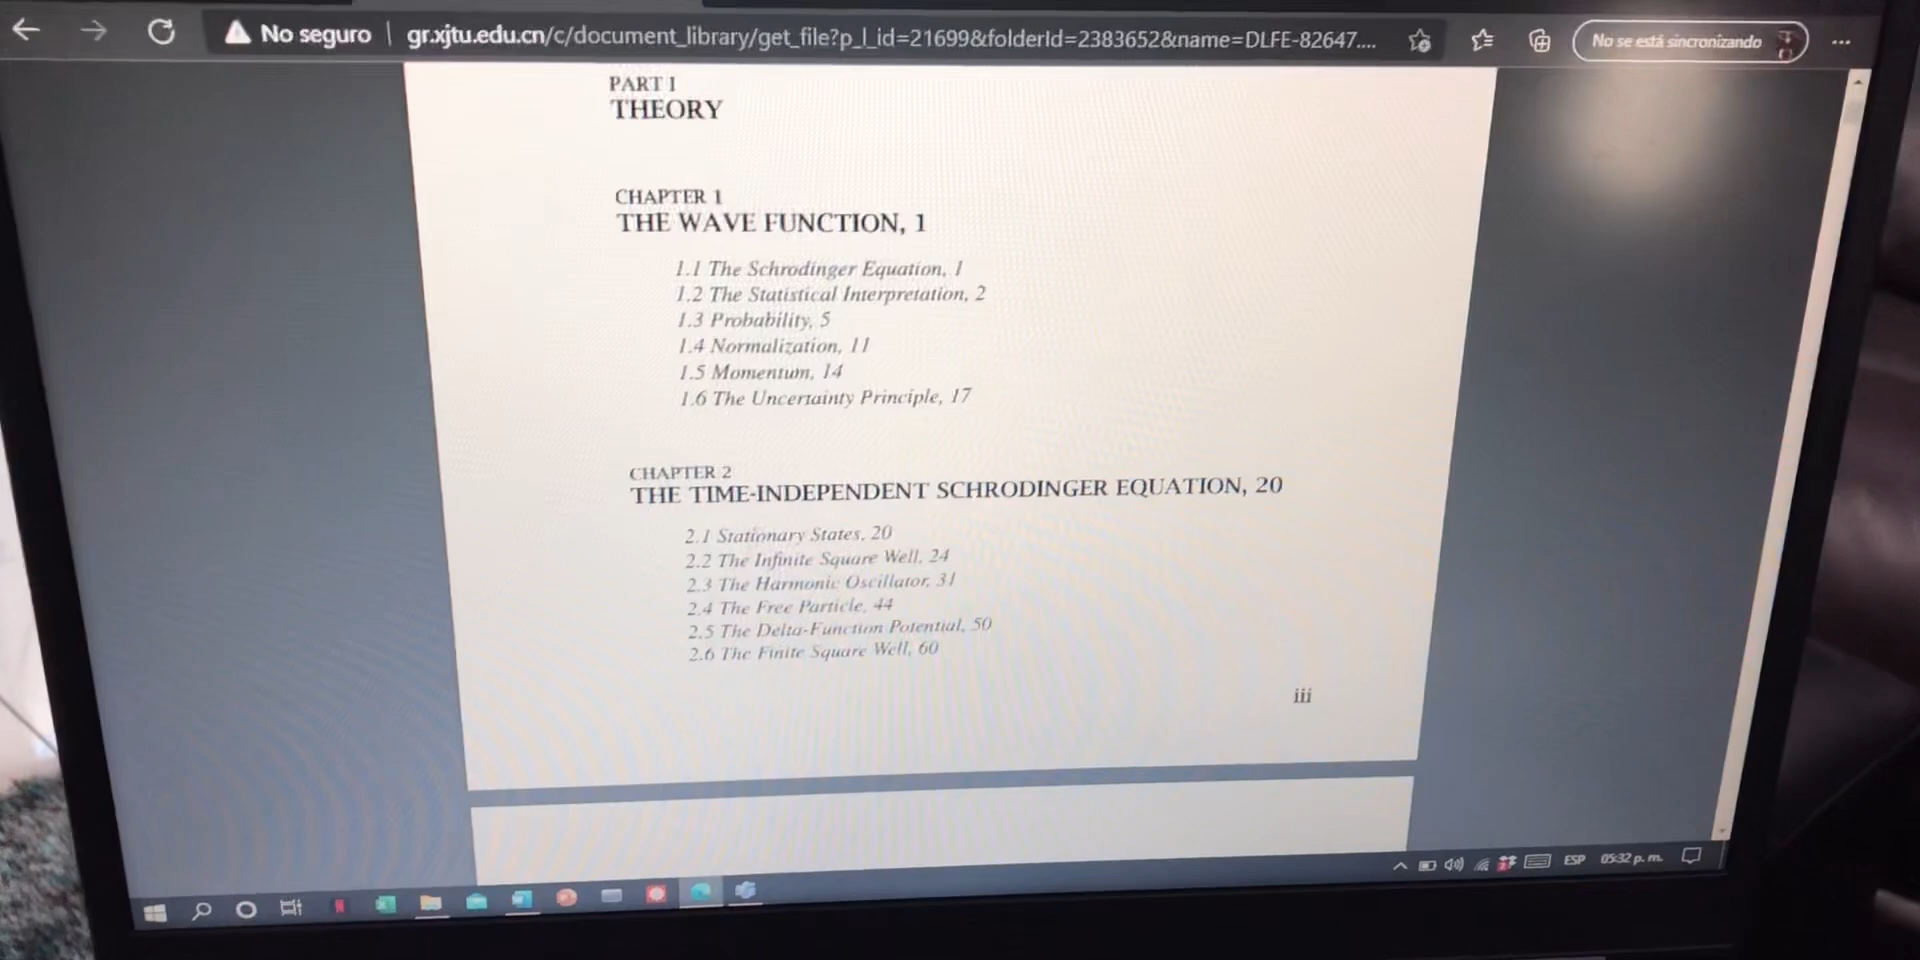 No seguro
gr.xjtu.edu.cn/c/document_library/get_file?p_l_id=21699&folderId=2383652&name=DLFE-82647....
No se está sincronizando
PART I
THEORY
CHAPTER 1
THE WAVE FUNCTION, 1
1.1 The Schrodinger Equation, 1
1.2 The Statistical Interpretation, 2
1.3 Probability, 5
1.4 Normalization, 11
1.5 Momentum, 14
1.6 The Uncertainty Principle, 17
CHAPTER 2
THE TIME-INDEPENDENT SCHRODINGER EQUATION, 20
2.1 Stationary States, 20
2.2 The Infinite Square Well, 24
2.3 The Harmonic Oscillator, 31
2.4 The Free Particle, 44
2.5 The Delta-Function Potential, 50
2.6 The Finite Square Well, 60
iii
ESP
05:32 p. m.